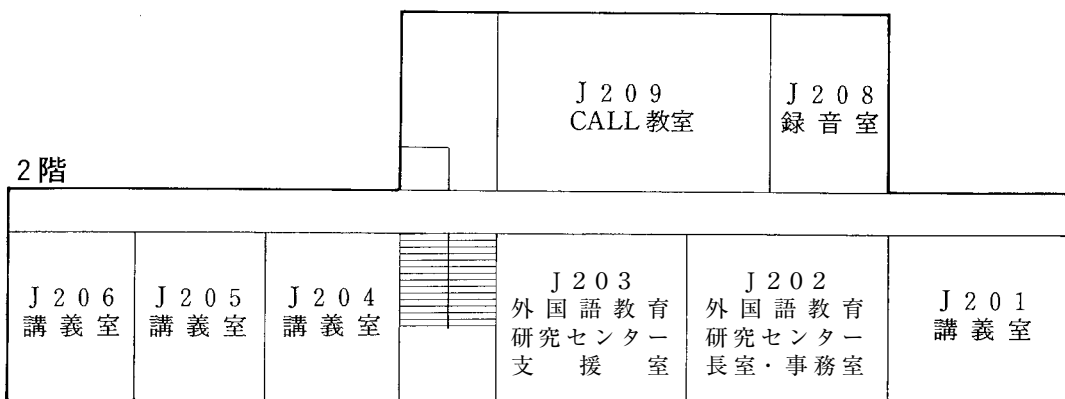 J209
CALL教室
J208
録音室
2階
J206
講義室
J205
講義室
J204
講義室
J203
外国語教育
研究センター
支援室
J202
外国語教育
研究センター
長室・事務室
J201
講義室